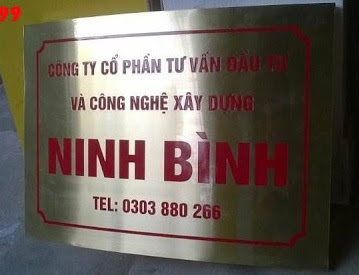 99
CÔNG TY CỔ PHẦN TƯ VẤN ĐẦU TƯ
VÀ CÔNG NGHỆ XÂY DỰNG
NINH BÌNH
TEL: 0303 880 266